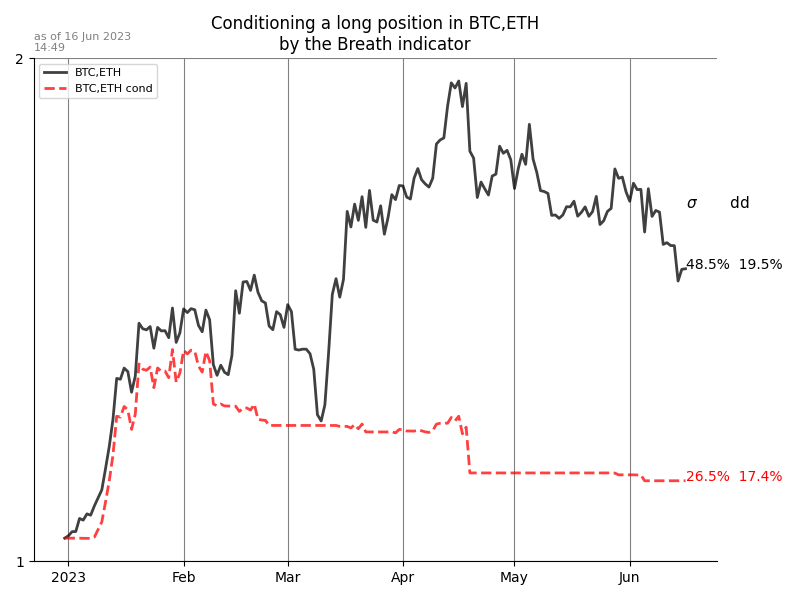 Conditioning a long position in BTC,ETH
by the Breath indicator
as of 16 Jun 2023
14:49
2
BTC,ETH
BTC,ETH cond
σ dd
48.5% 19.5%
26.5% 17.4%
1
2023 Feb Mar Apr May Jun